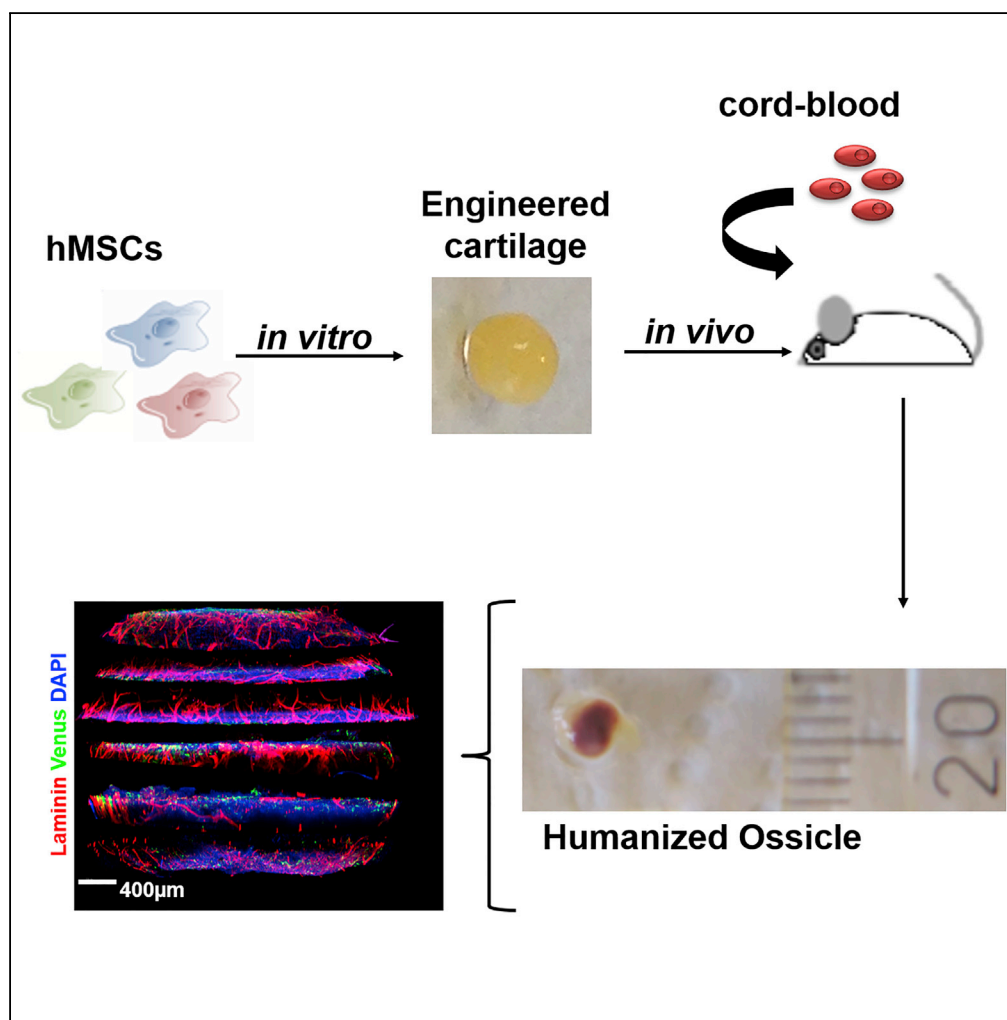 cord-blood
Engineered
cartilage
hMSCs
in vitro
in vivo
Laminin Venus DAPI
400µm
20
Humanized Ossicle